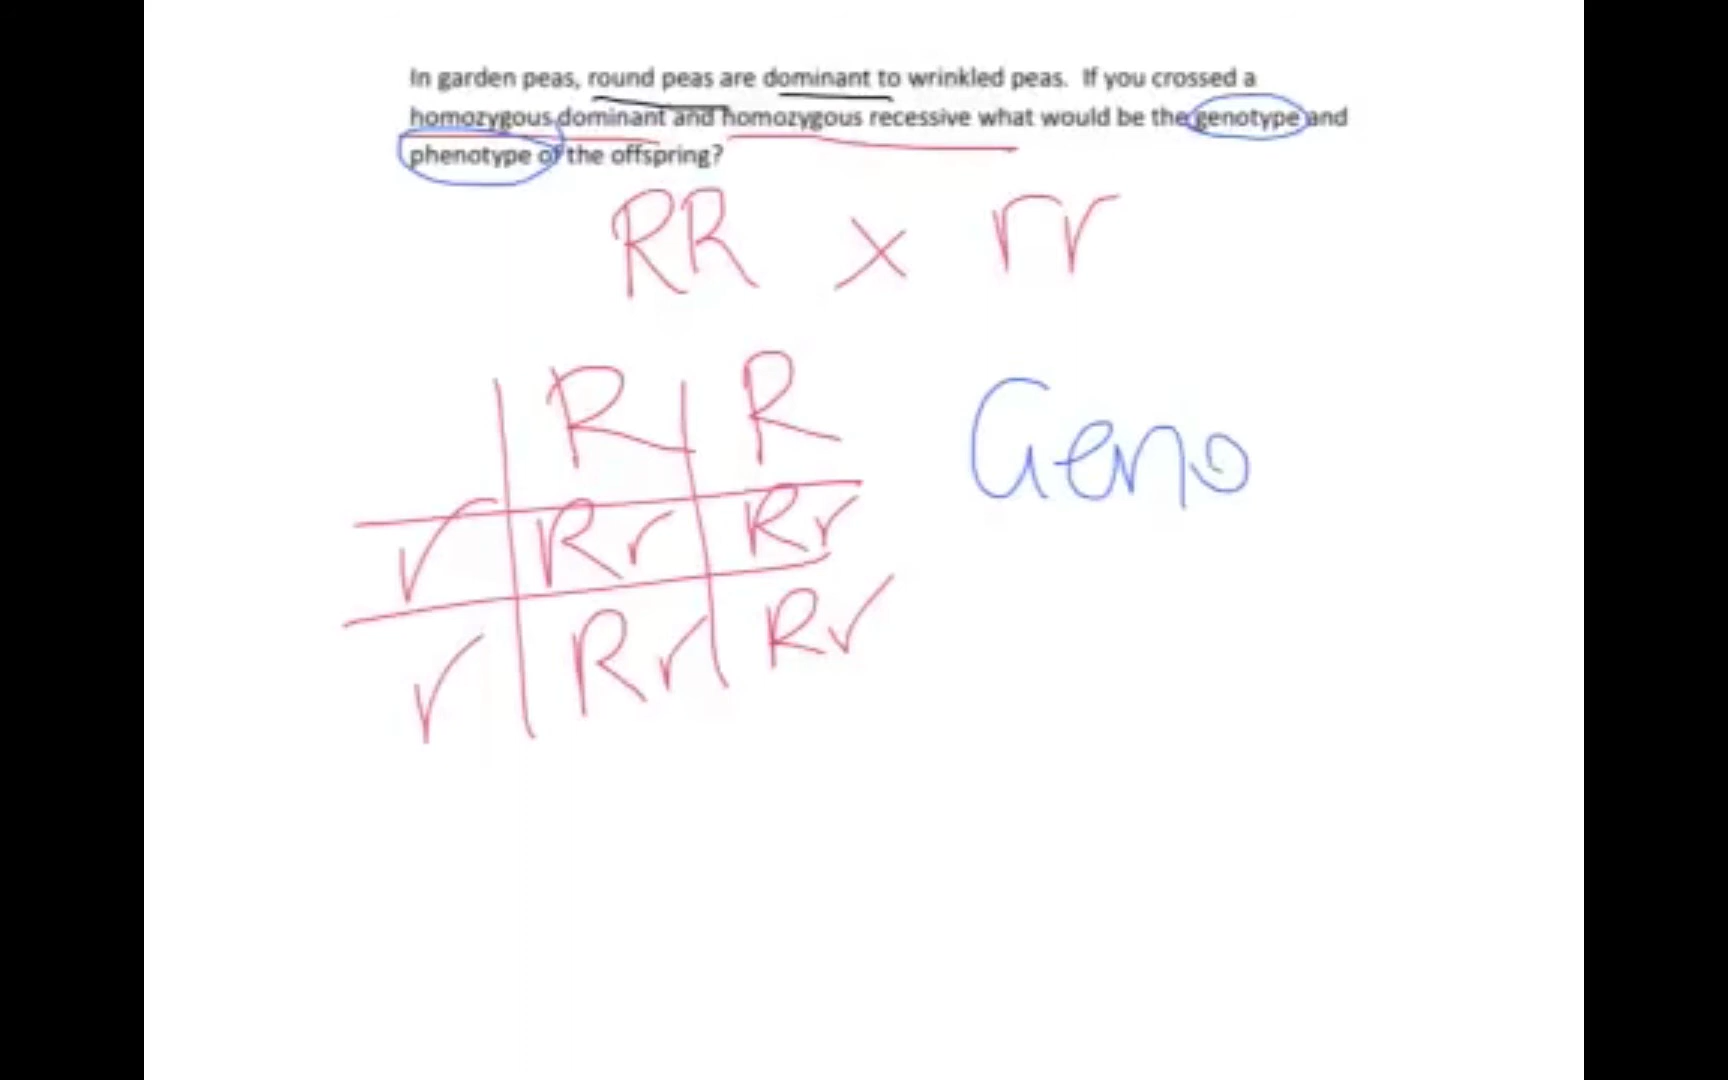 In garden peas, round peas are dominant to wrinkled peas. If you crossed a
homozygous dominant and homozygous recessive what would be the genotype and
phenotype of the offspring?
RR x rr
R R
Geno
r Rr Rr
r Rr Rr